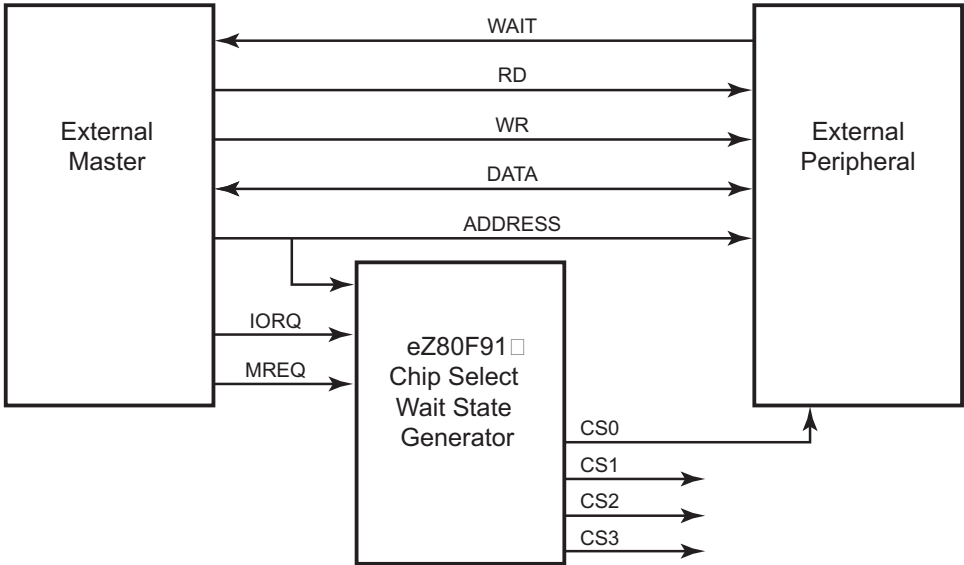 WAIT
RD
WR
DATA
ADDRESS
External
Master
External
Peripheral
IORQ
MREQ
eZ80F91□
Chip Select
Wait State
Generator
CS0
CS1
CS2
CS3